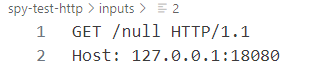 spy-test-http > inputs > 2
1 GET /null HTTP/1.1
2 Host: 127.0.0.1:18080